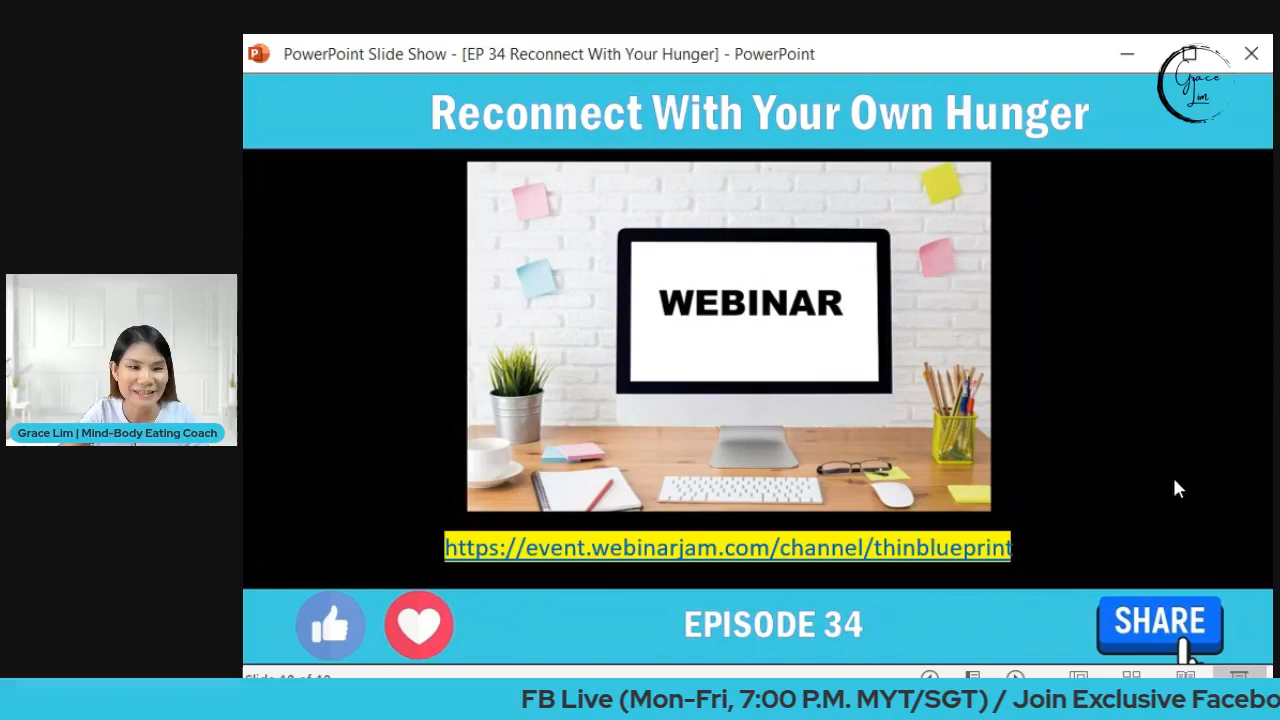 PowerPoint Slide Show - [EP 34 Reconnect With Your Hunger] - PowerPoint
Grace
Lim
Reconnect With Your Own Hunger
WEBINAR
Grace Lim | Mind-Body Eating Coach
https://event.webinarjam.com/channel/thinblueprint
EPISODE 34
SHARE
FB Live (Mon-Fri, 7:00 P.M. MYT/SGT) / Join Exclusive Facebo